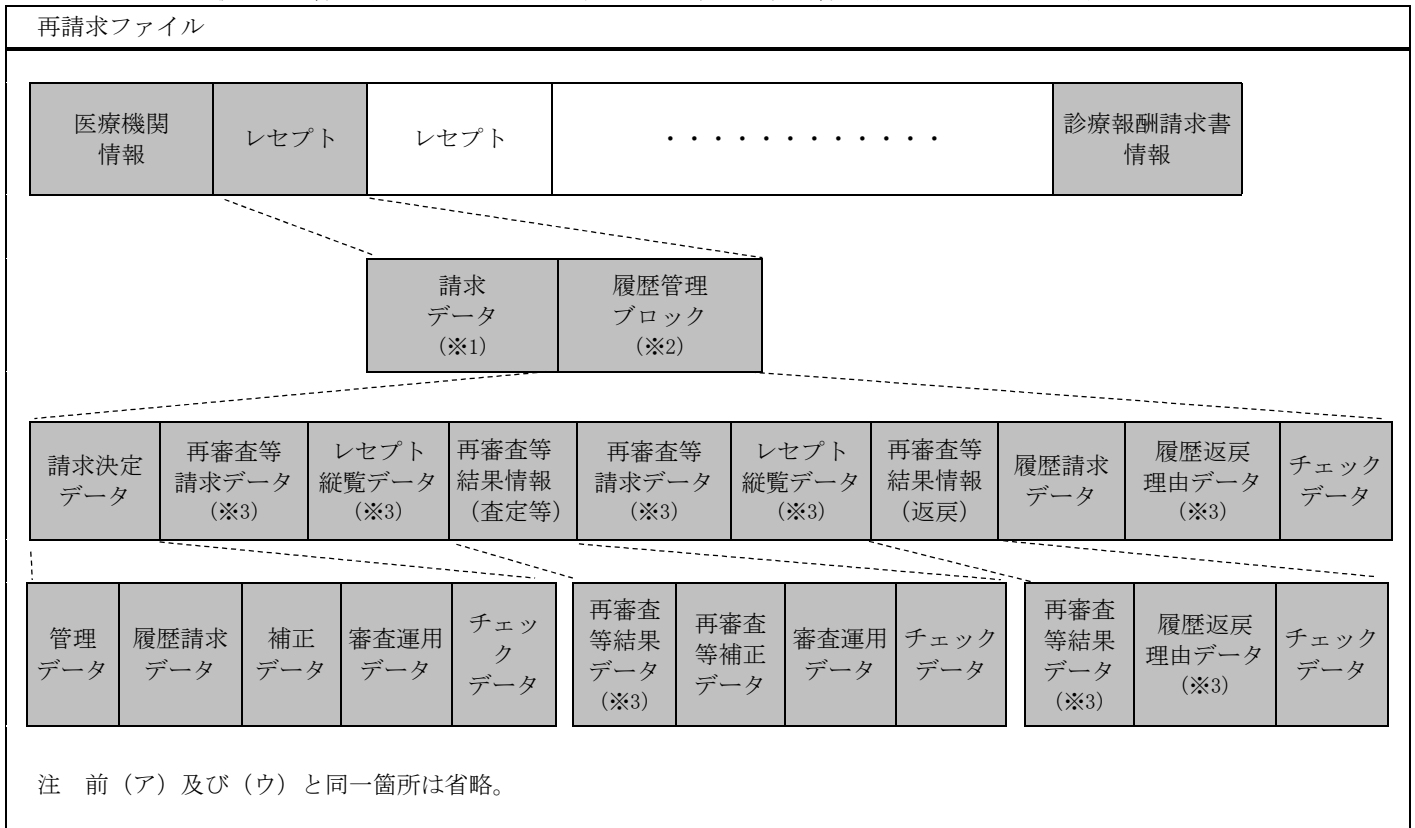 再請求ファイル
医療機関
情報
レセプト
レセプト
・・・・・・・・・・・・
診療報酬請求書
情報
請求
データ
(※1)
履歴管理
ブロック
(※2)
請求決定
データ
再審査等
請求データ
(※3)
レセプト
縦覧データ
(※3)
再審査等
結果情報
（査定等）
再審査等
請求データ
(※3)
レセプト
縦覧データ
(※3)
再審査等
結果情報
（返戻）
履歴請求
データ
履歴返戻
理由データ
(※3)
チェック
データ
管理
データ
履歴請求
データ
補正
データ
審査運用
データ
チェッ
ク
データ
再審査
等結果
データ
(※3)
再審査
等補正
データ
審査運用
データ
チェック
データ
再審査
等結果
データ
(※3)
履歴返戻
理由データ
(※3)
チェック
データ
注　前（ア）及び（ウ）と同一箇所は省略。